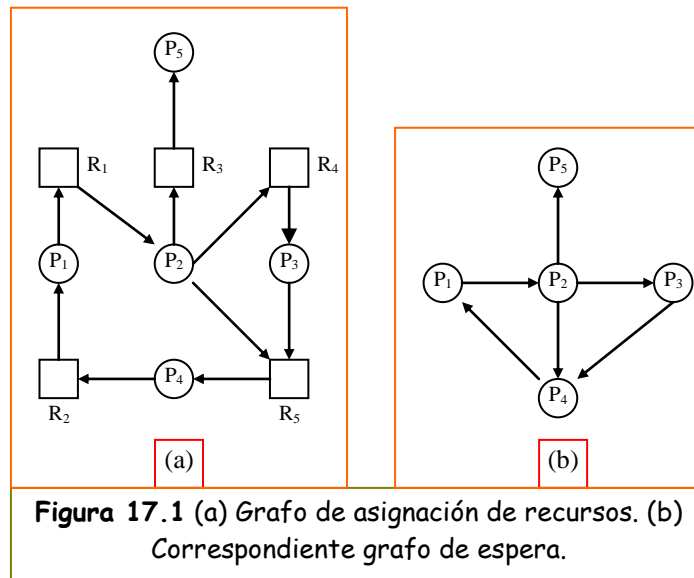 P5
R1
R3
R4
P1
P2
P3
P4
R2
R5
(a)
P5
P1
P2
P3
P4
(b)
Figura 17.1 (a) Grafo de asignación de recursos. (b)
Correspondiente grafo de espera.